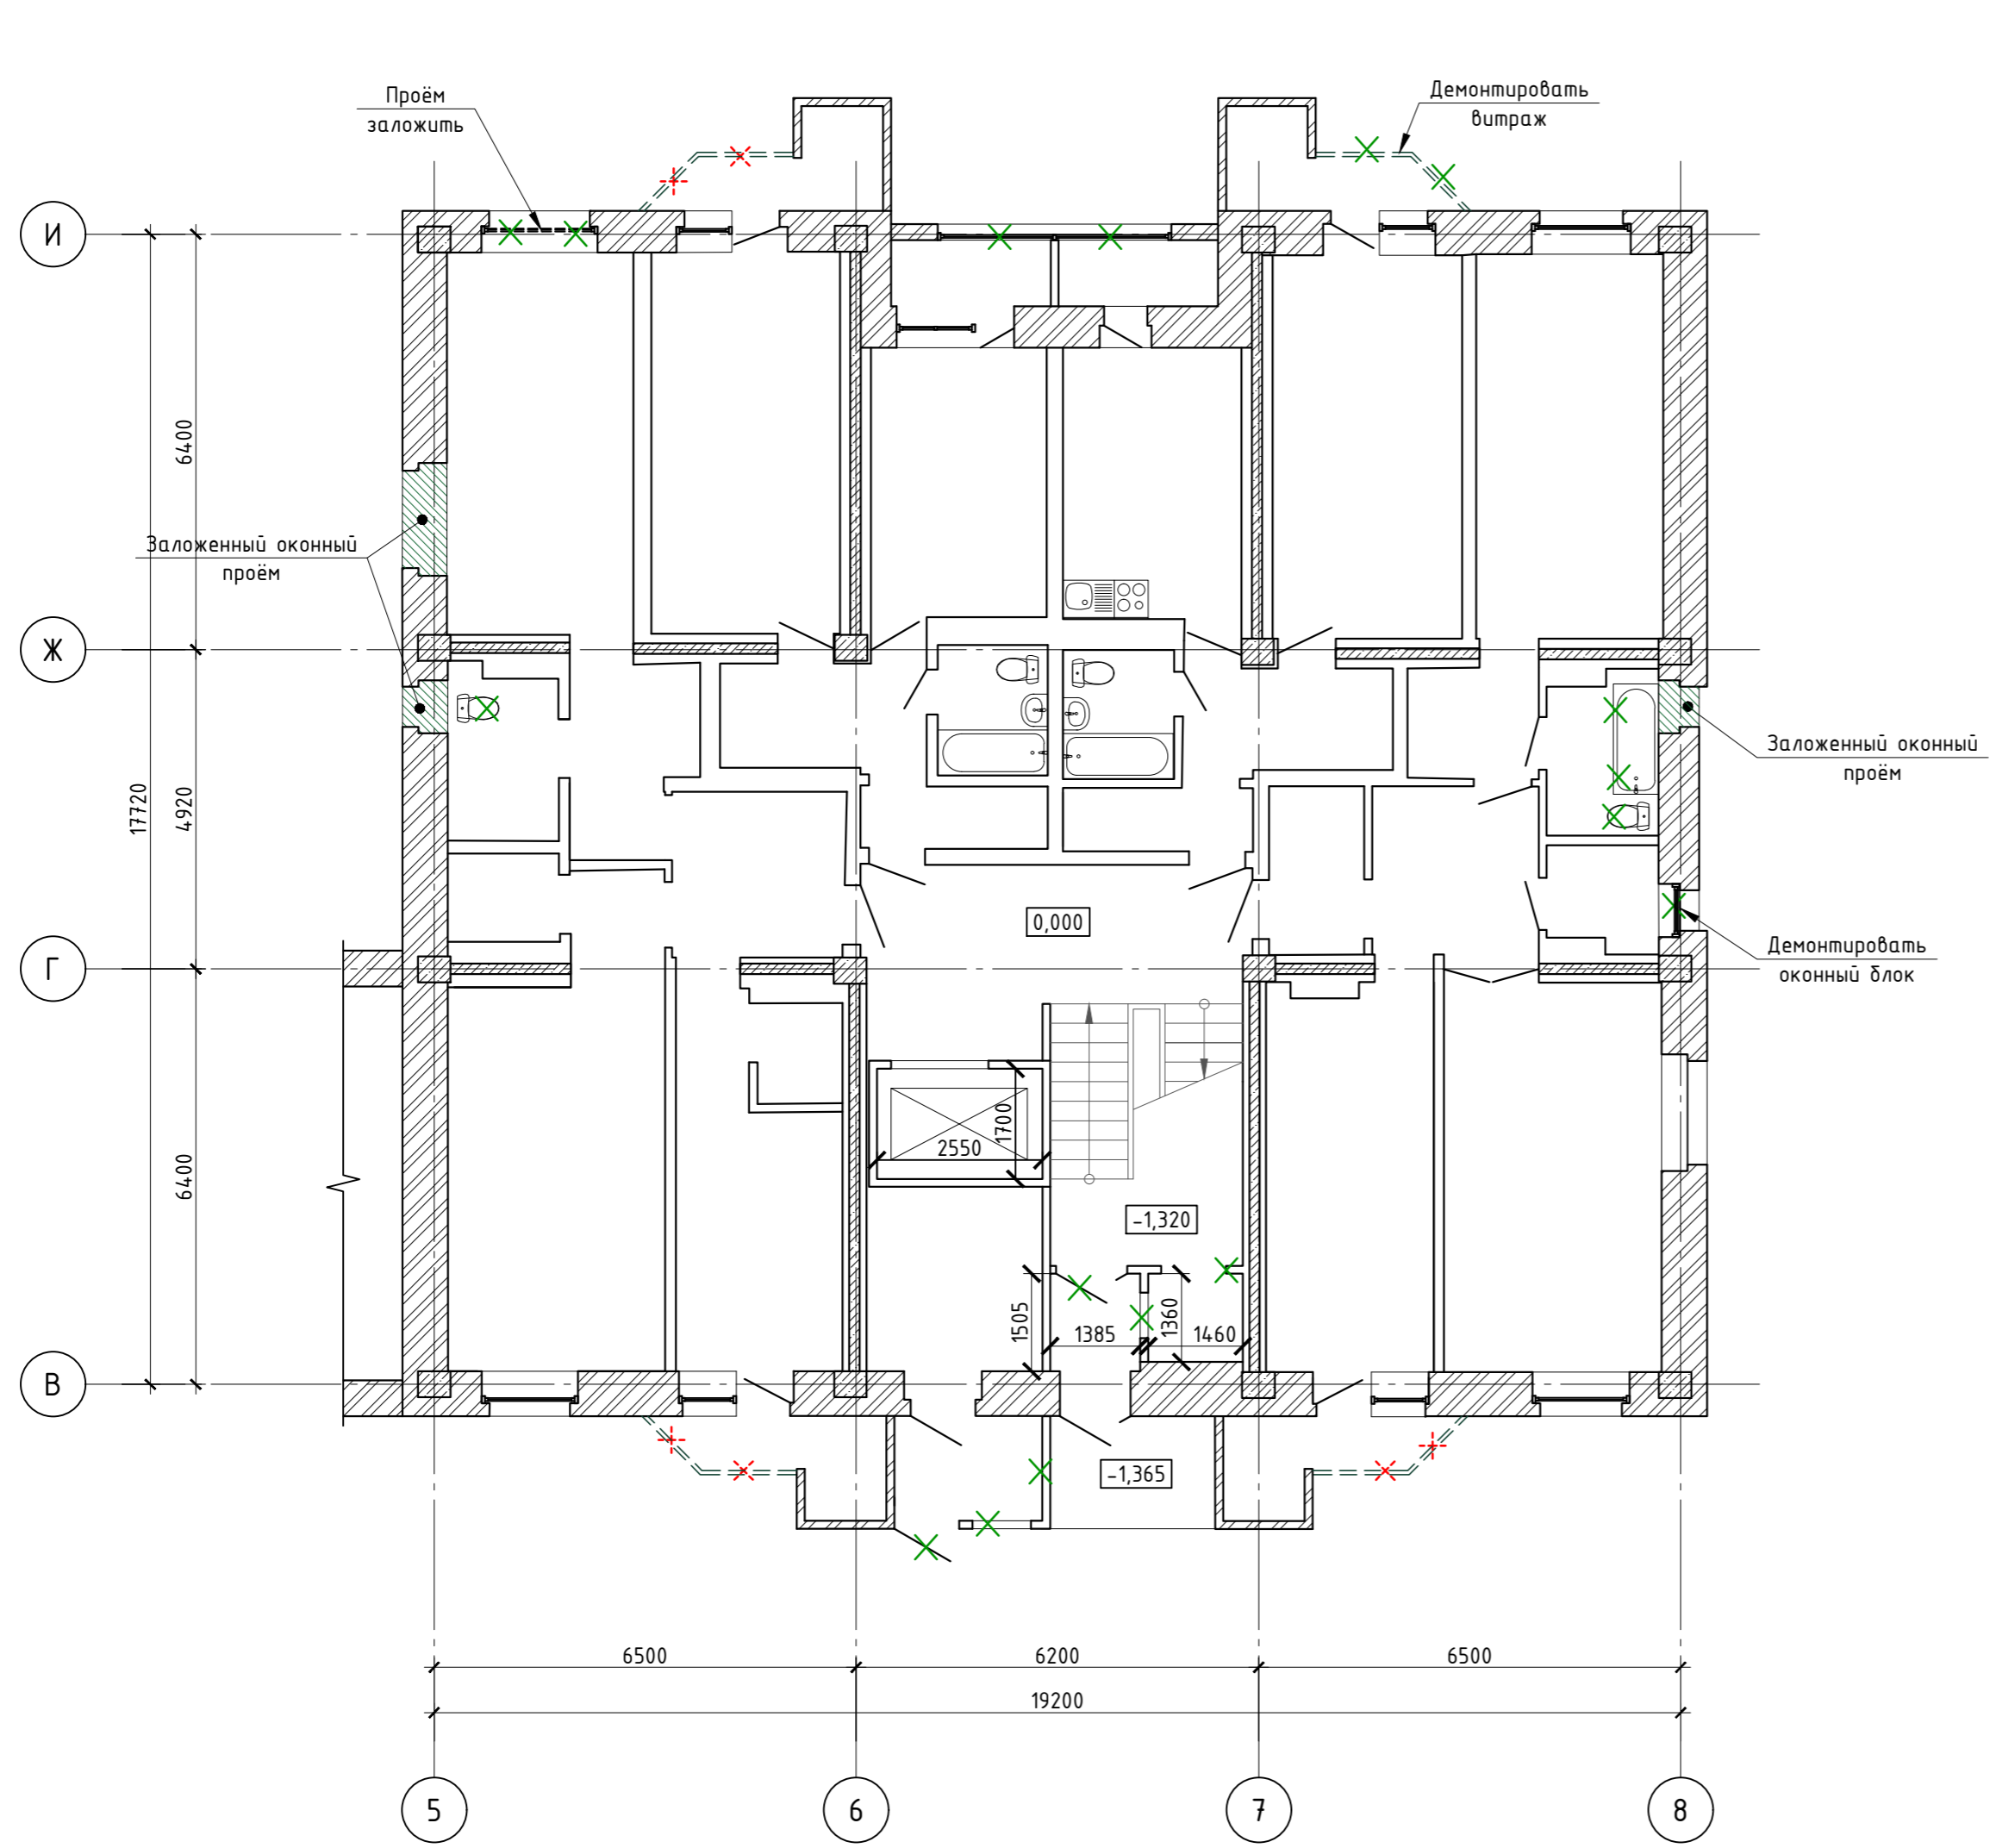 Проём
заложить
Демонтировать
витраж
И
6400
Заложенный оконный
проём
Ж
17720
4920
Заложенный оконный
проём
0,000
Демонтировать
оконный блок
Г
1700
2550
6400
-1,320
1505
1385
1360
1460
В
-1,365
6500
6200
6500
19200
5
6
7
8